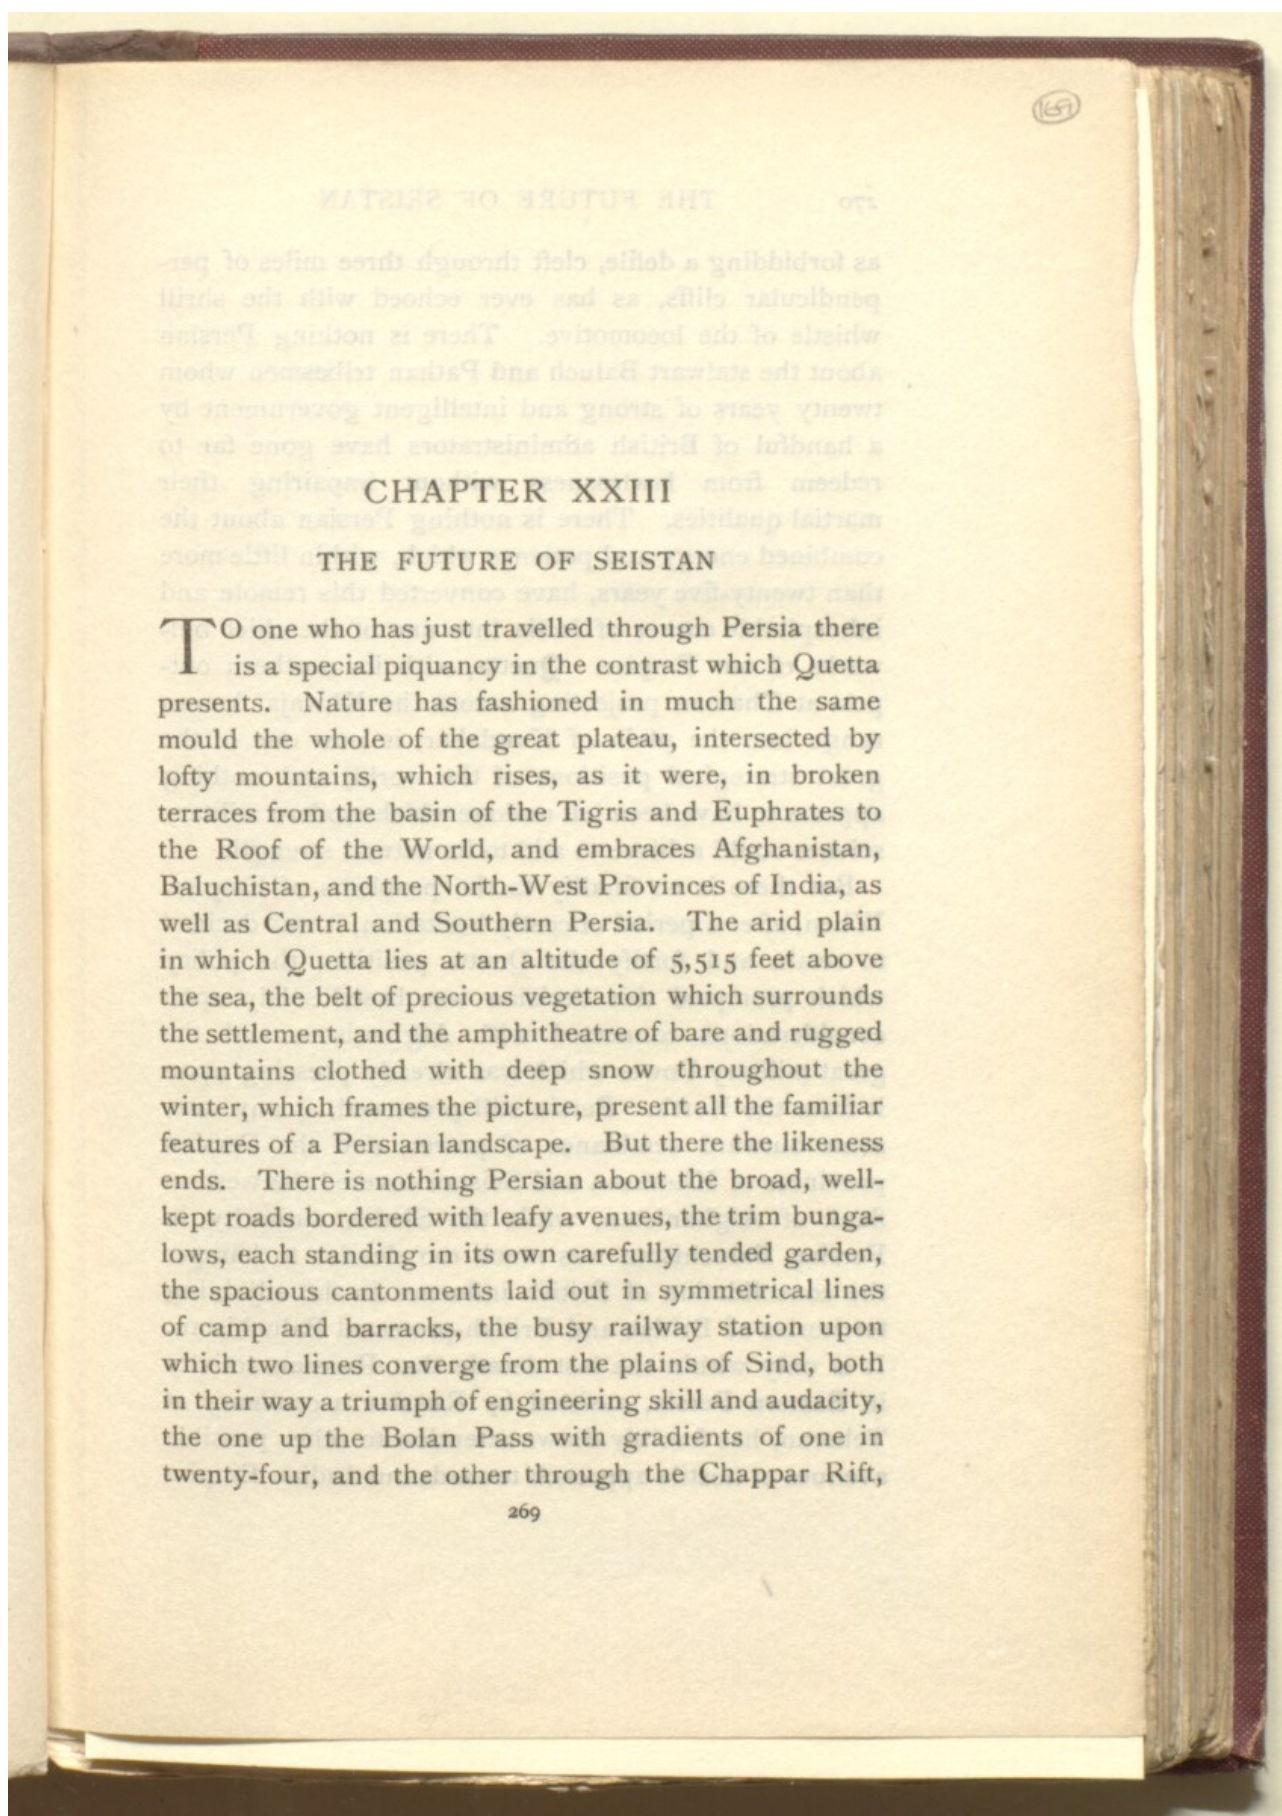 169
CHAPTER XXIII
THE FUTURE OF SEISTAN
TO one who has just travelled through Persia there
is a special piquancy in the contrast which Quetta
presents. Nature has fashioned in much the same
mould the whole of the great plateau, intersected by
lofty mountains, which rises, as it were, in broken
terraces from the basin of the Tigris and Euphrates to
the Roof of the World, and embraces Afghanistan,
Baluchistan, and the North-West Provinces of India, as
well as Central and Southern Persia. The arid plain
in which Quetta lies at an altitude of 5,515 feet above
the sea, the belt of precious vegetation which surrounds
the settlement, and the amphitheatre of bare and rugged
mountains clothed with deep snow throughout the
winter, which frames the picture, present all the familiar
features of a Persian landscape. But there the likeness
ends. There is nothing Persian about the broad, well-
kept roads bordered with leafy avenues, the trim bunga-
lows, each standing in its own carefully tended garden,
the spacious cantonments laid out in symmetrical lines
of camp and barracks, the busy railway station upon
which two lines converge from the plains of Sind, both
in their way a triumph of engineering skill and audacity,
the one up the Bolan Pass with gradients of one in
twenty-four, and the other through the Chappar Rift,
269